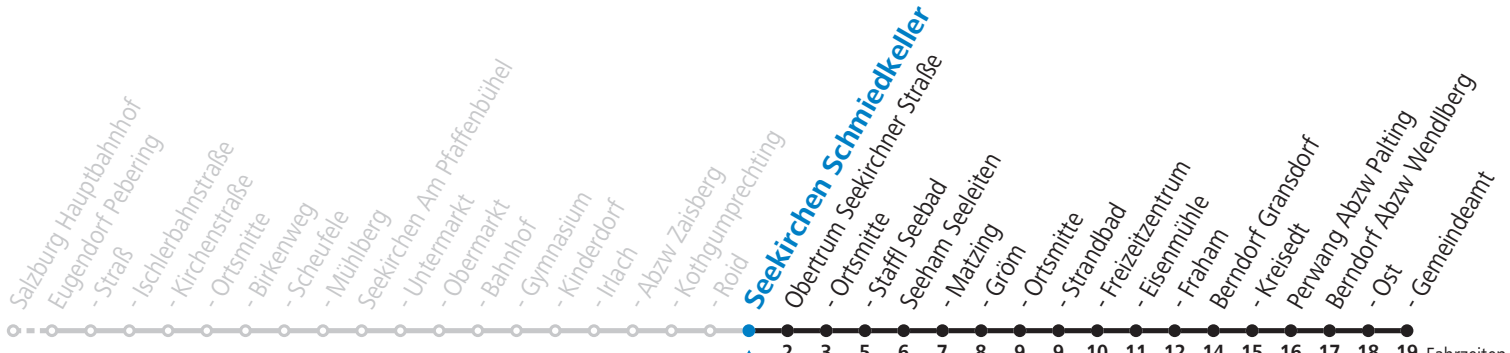 Salzburg Hauptbahnhof
Eugendorf Pebering
- Straß
- Ischlerbahnstraße
- Kirchenstraße
- Ortsmitte
- Birkenweg
- Scheufele
- Mühlberg
Seekirchen Am Pfaffenbühel
- Untermarkt
- Obermarkt
- Bahnhof
- Gymnasium
- Kinderdorf
- Irlach
- Abzw Zaisberg
- Kothgumprechting
- Roid
Seekirchen Schmiedkeller
Obertrum Seekirchner Straße
- Ortsmitte
- Staffl Seebad
Seeham Seeleiten
- Matzing
- Gröm
- Ortsmitte
- Strandbad
- Freizeitzentrum
- Eisenmühle
- Fraham
Berndorf Gransdorf
- Kreisedt
Perwang Abzw Palting
Berndorf Abzw Wendlberg
- Ost
- Gemeindeamt
2 3 5 6 7 8 9 9 10 11 12 14 15 16 17 18 19 Fahrzeiten